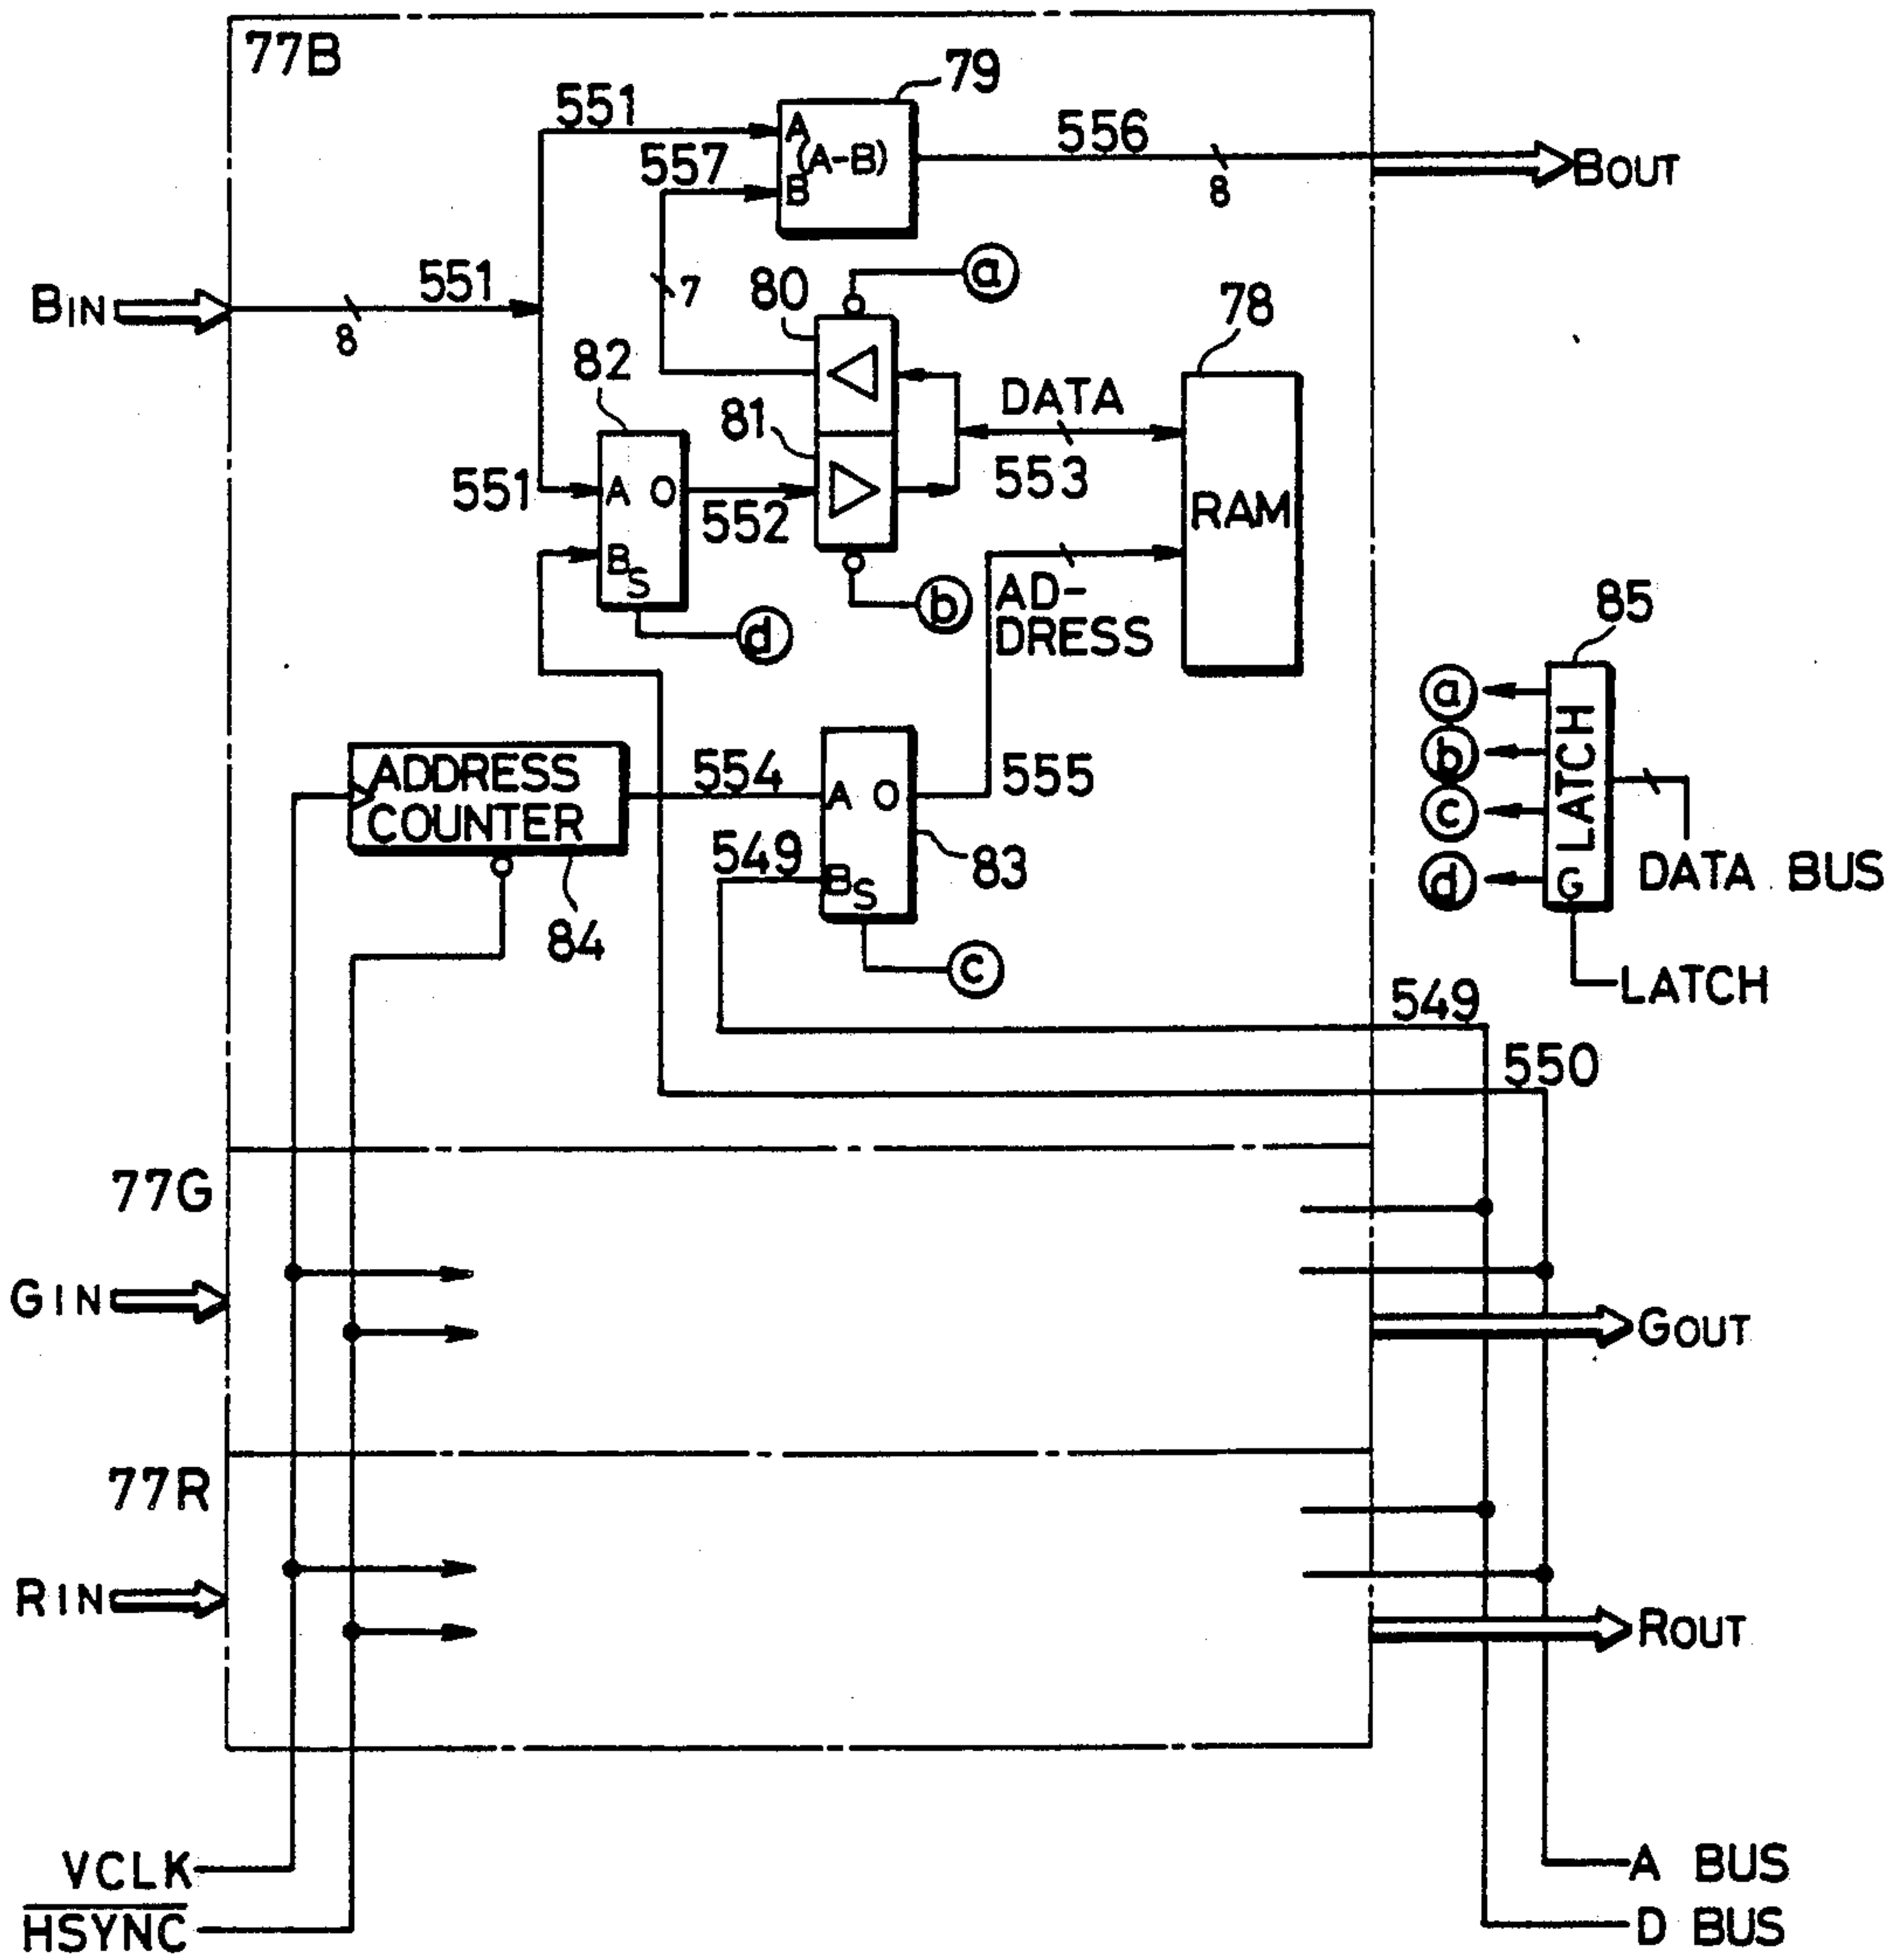 77B
79
551
A
(A-B)
B
556
8
BOUT
557
80
a
7
78
BIN
8
551
82
81
DATA
553
RAM
551
A O
B
S
552
b
AD-
DRESS
d
85
a
b
c
d
LATCH
G
DATA BUS
LATCH
ADDRESS
COUNTER
554
A O
B
S
555
549
83
84
c
549
550
77G
GIN
GOUT
77R
RIN
ROUT
VCLK
HSYNC
A BUS
D BUS